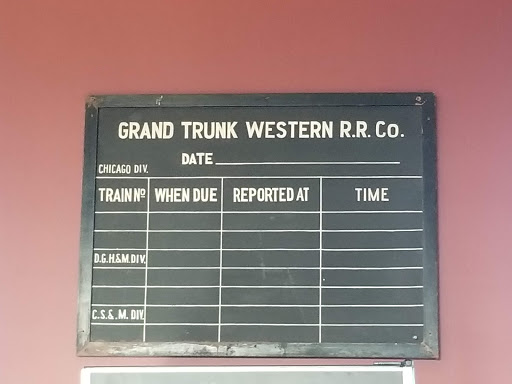 GRAND TRUNK WESTERN R.R. Co.
DATE
CHICAGO DIV.
TRAIN Nº WHEN DUE REPORTED AT TIME
D.G.H.&M. DIV.
C.S.&.M. DIV.